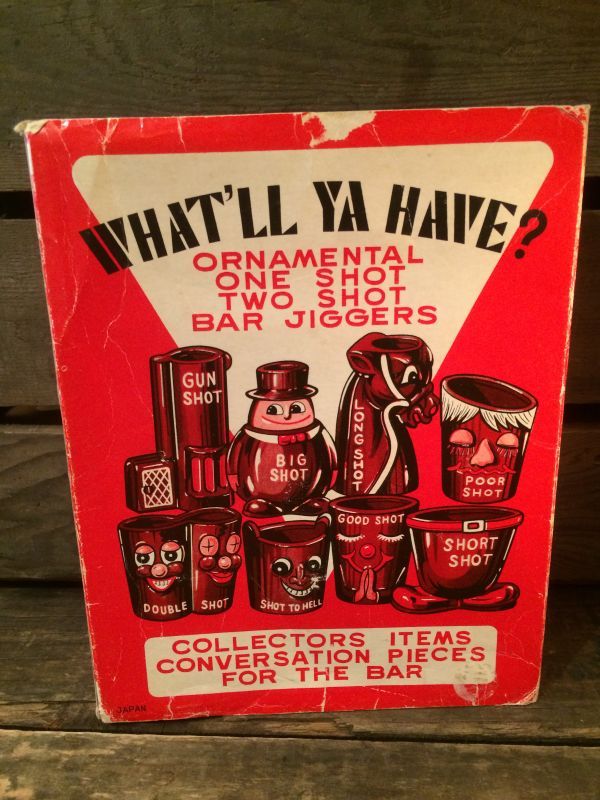 WHAT'LL YA HAVE?
ORNAMENTAL
ONE SHOT
TWO SHOT
BAR JIGGERS
GUN
SHOT
BIG
SHOT
LONG SHOT
POOR
SHOT
DOUBLE SHOT
SHOT TO HELL
GOOD SHOT
SHORT
SHOT
COLLECTORS ITEMS
CONVERSATION PIECES
FOR THE BAR
JAPAN